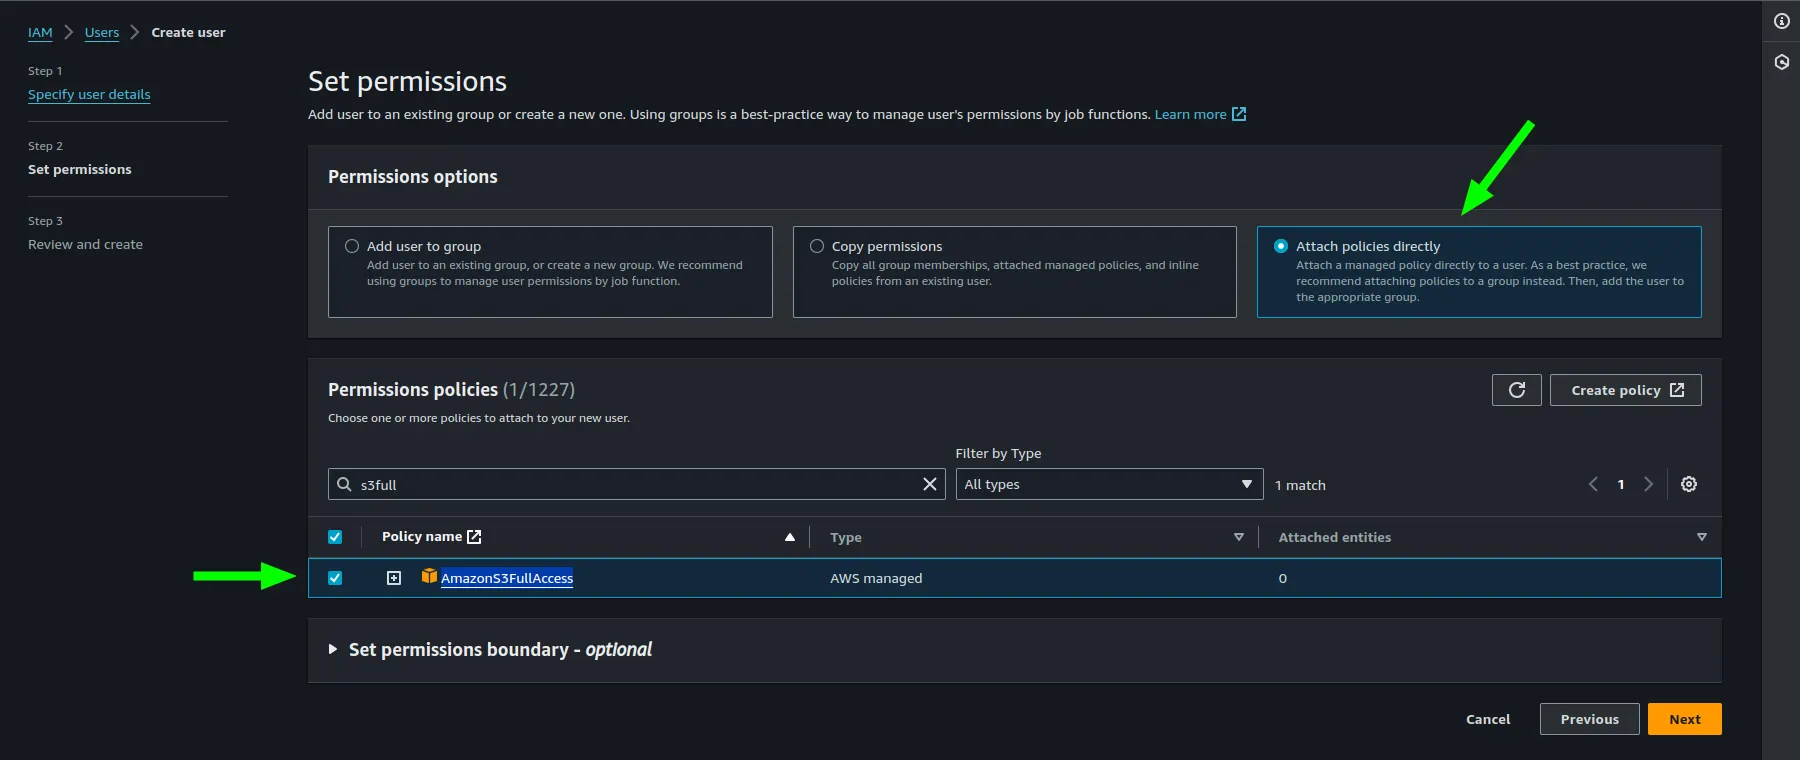 IAM > Users > Create user
Step 1
Specify user details
Step 2
Set permissions
Step 3
Review and create
Set permissions
Add user to an existing group or create a new one. Using groups is a best-practice way to manage user's permissions by job functions. Learn more
Permissions options
Add user to group
Add user to an existing group, or create a new group. We recommend
using groups to manage user permissions by job function.
Copy permissions
Copy all group memberships, attached managed policies, and inline
policies from an existing user.
Attach policies directly
Attach a managed policy directly to a user. As a best practice, we
recommend attaching policies to a group instead. Then, add the user to
the appropriate group.
Permissions policies (1/1227)
Choose one or more policies to attach to your new user.
Create policy
Filter by Type
s3full
All types
1 match
1
Policy name
Type
Attached entities
AmazonS3FullAccess
AWS managed
0
Set permissions boundary - optional
Cancel
Previous
Next